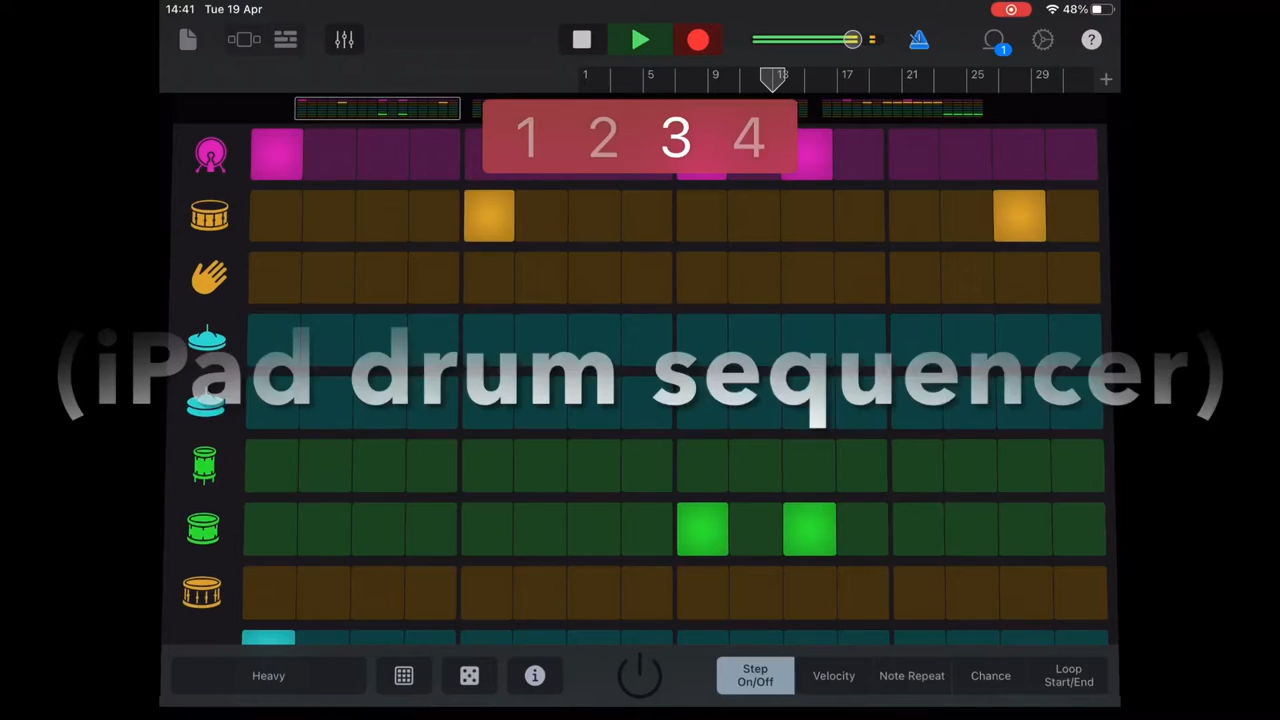 14:41 Tue 19 Apr
48%
1
?
1 5 9 13 17 21 25 29 +
1 2 3 4
(iPad drum sequencer)
Heavy
i
Step
On/Off
Velocity
Note Repeat
Chance
Loop
Start/End